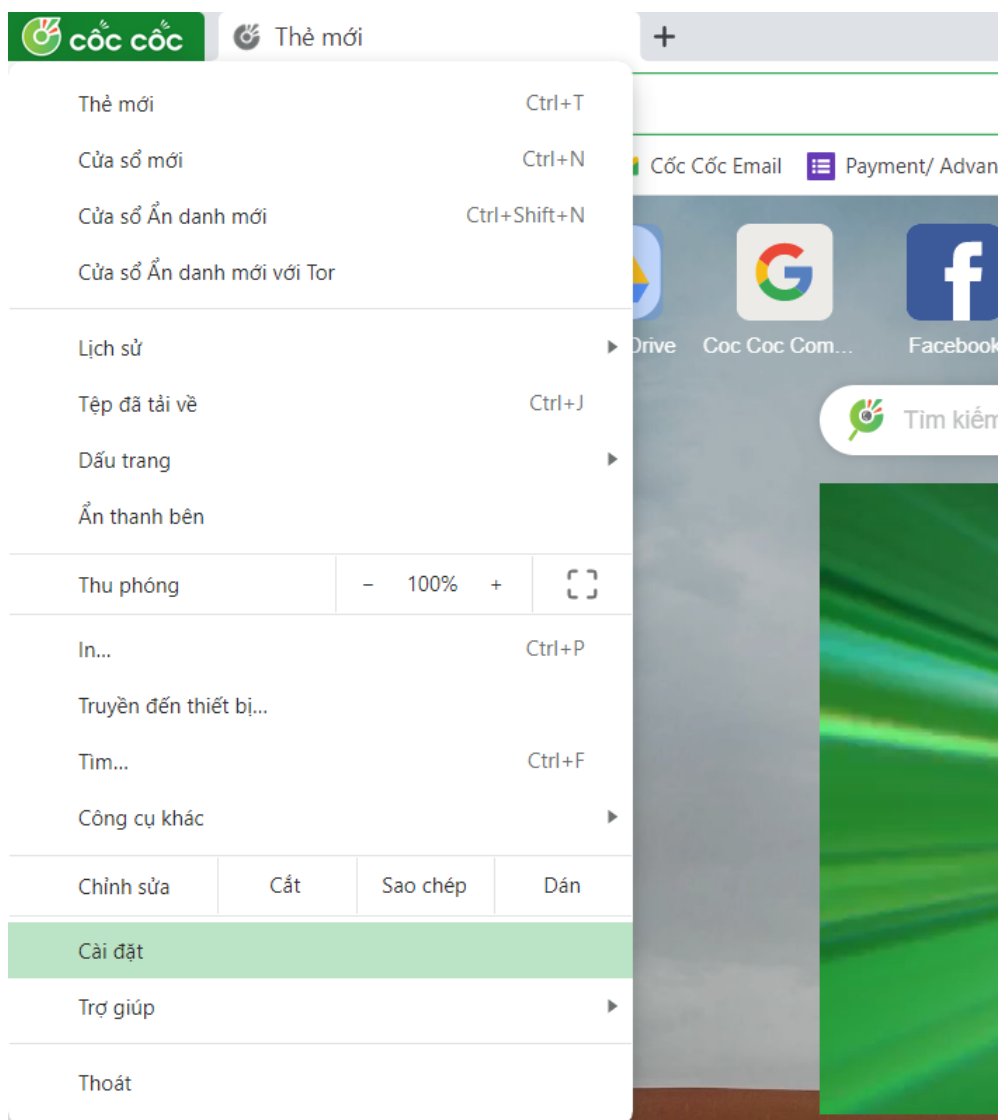 cốc cốc
Thẻ mới
+
Thẻ mới Ctrl+T
Cửa sổ mới Ctrl+N
Cửa sổ Ẩn danh mới Ctrl+Shift+N
Cửa sổ Ẩn danh mới với Tor
Lịch sử
Tệp đã tải về Ctrl+J
Dấu trang
Ẩn thanh bên
Thu phóng − 100% +
In... Ctrl+P
Truyền đến thiết bị...
Tìm... Ctrl+F
Công cụ khác
Chỉnh sửa Cắt Sao chép Dán
Cài đặt
Trợ giúp
Thoát
Cốc Cốc Email Payment/ Advan
Drive Coc Coc Com... Facebook
Tìm kiếm